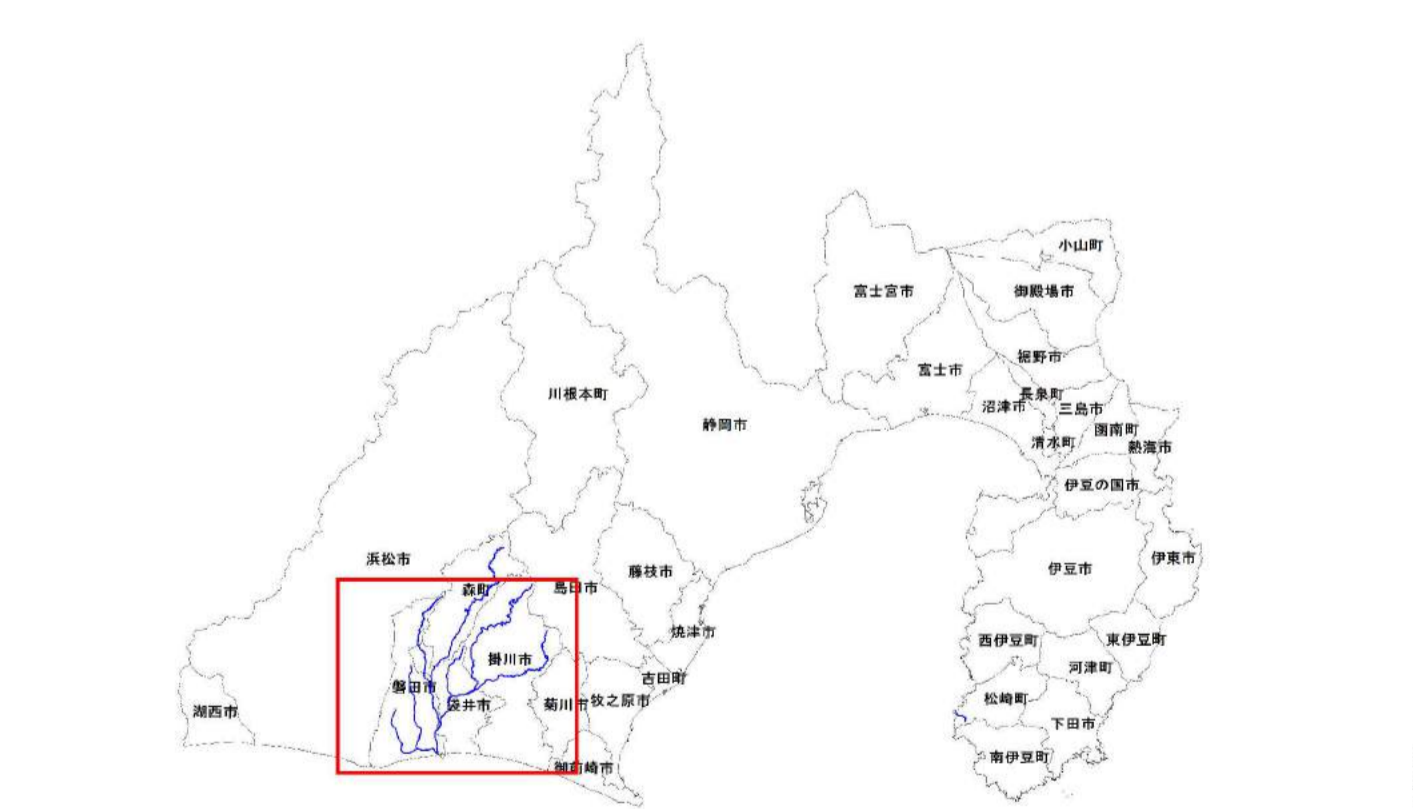 小山町
富士宮市
御殿場市
裾野市
富士市
川根本町
長泉町
沼津市
三島市
静岡市
函南町
清水町
熱海市
伊豆の国市
浜松市
伊東市
伊豆市
藤枝市
森町
島田市
焼津市
西伊豆町
東伊豆町
掛川市
河津町
吉田町
磐田市
松崎町
牧之原市
袋井市
菊川市
湖西市
下田市
南伊豆町
御前崎市